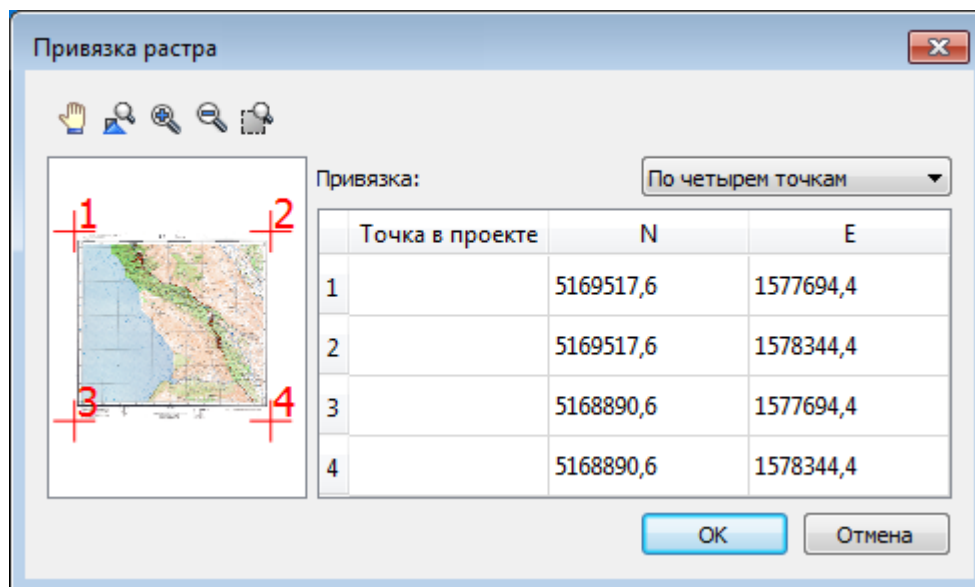 Привязка растра
Привязка: По четырем точкам
1 2
3 4
Точка в проекте N E
1 5169517,6 1577694,4
2 5169517,6 1578344,4
3 5168890,6 1577694,4
4 5168890,6 1578344,4
OK Отмена